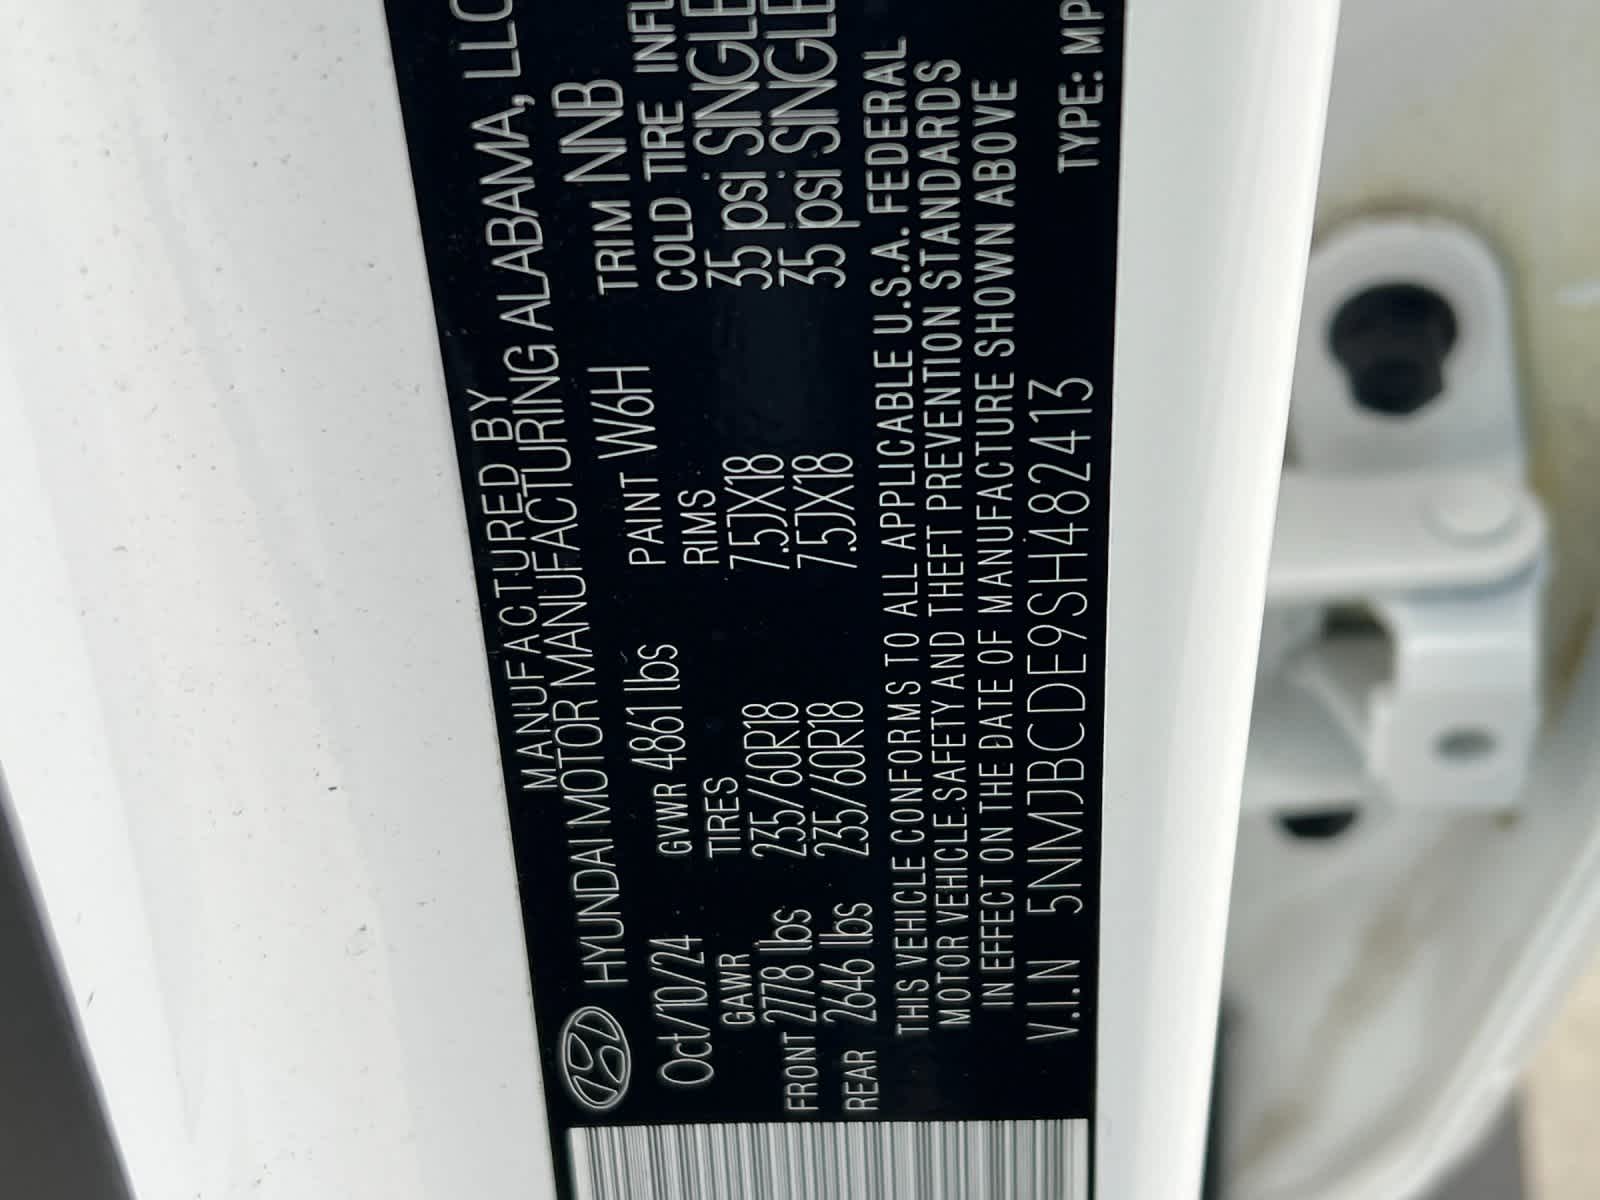 MANUFACTURED BY
HYUNDAI MOTOR MANUFACTURING ALABAMA, LLC
Oct/10/24 GVWR 4861 lbs PAINT W6H TRIM NNB
GAWR TIRES RIMS COLD TIRE INFL
FRONT 2778 lbs 235/60R18 7.5JX18 35 psi SINGLE
REAR 2646 lbs 235/60R18 7.5JX18 35 psi SINGLE
THIS VEHICLE CONFORMS TO ALL APPLICABLE U.S.A. FEDERAL
MOTOR VEHICLE.SAFETY AND THEFT PREVENTION STANDARDS
IN EFFECT ON THE DATE OF MANUFACTURE SHOWN ABOVE
V.I.N 5NMJBCDE9SH482413 TYPE: MP